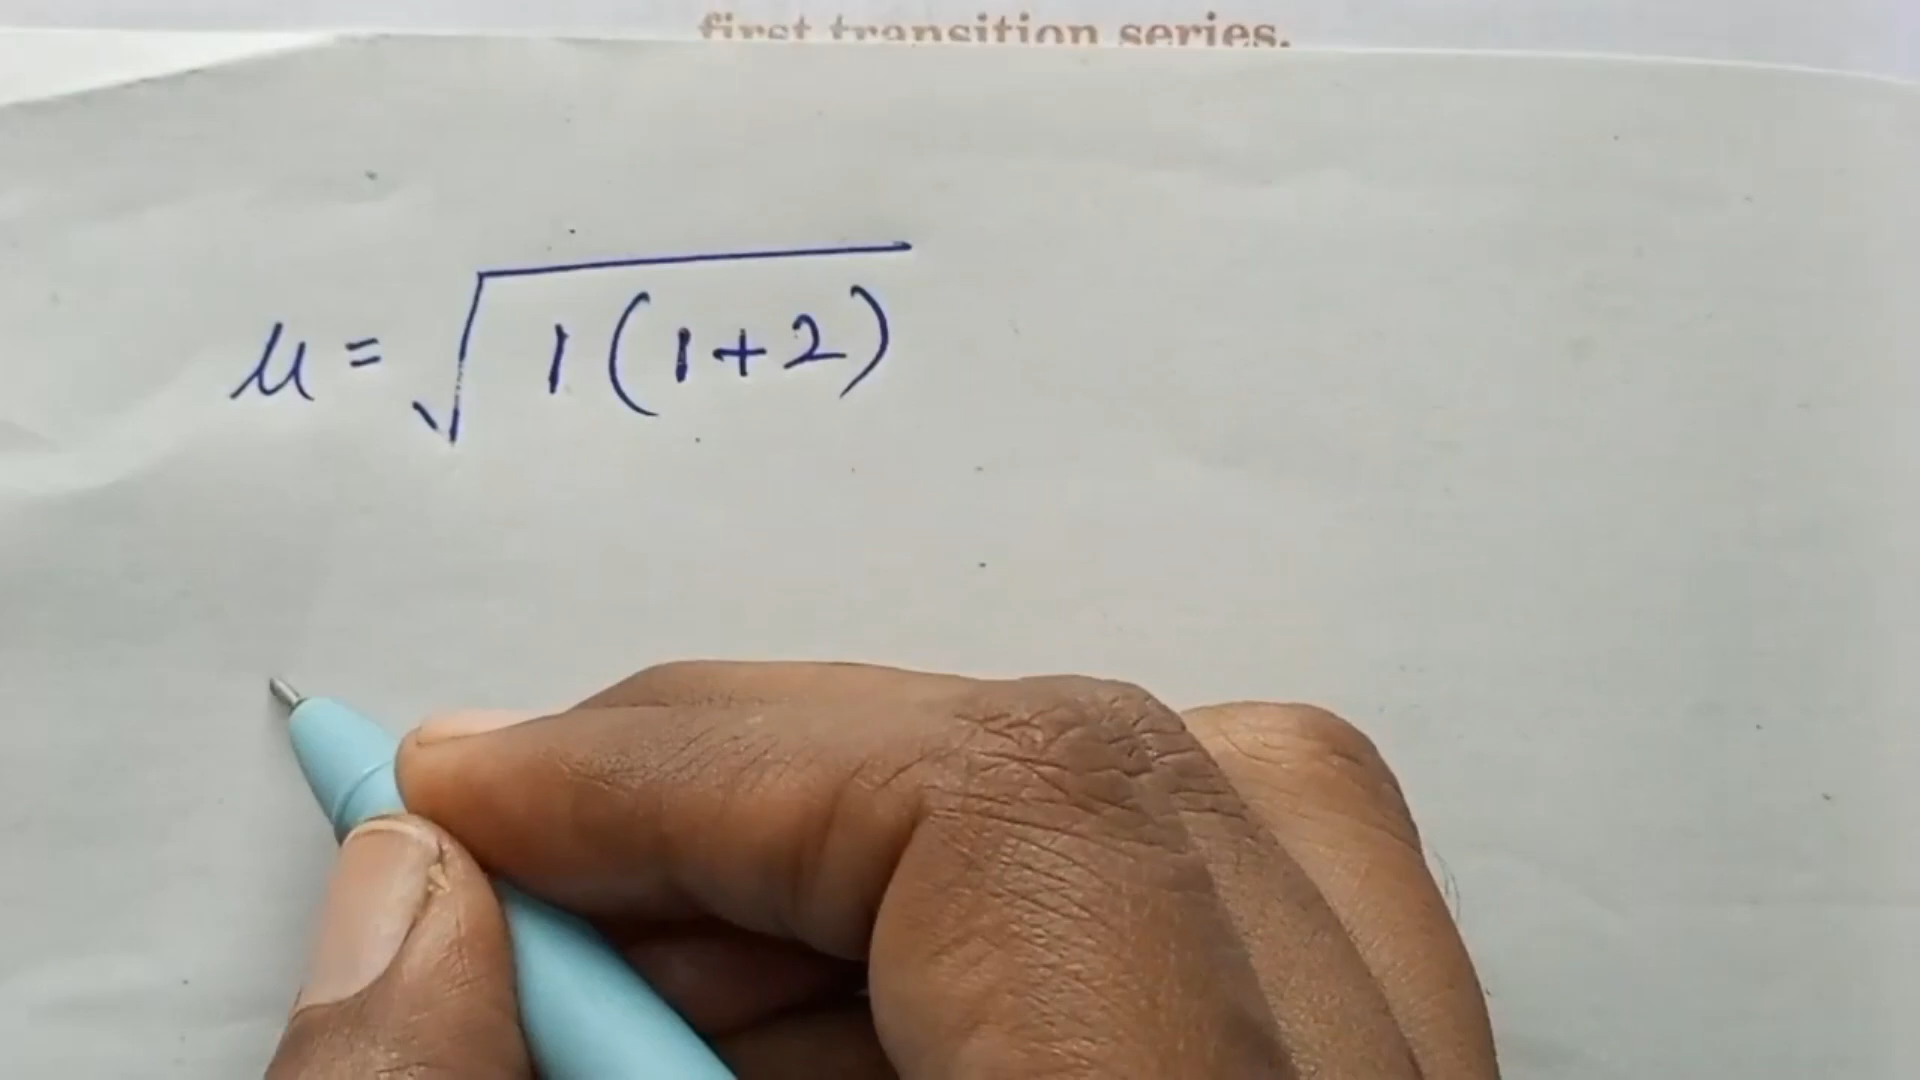 first transition series.
μ = √1(1+2)